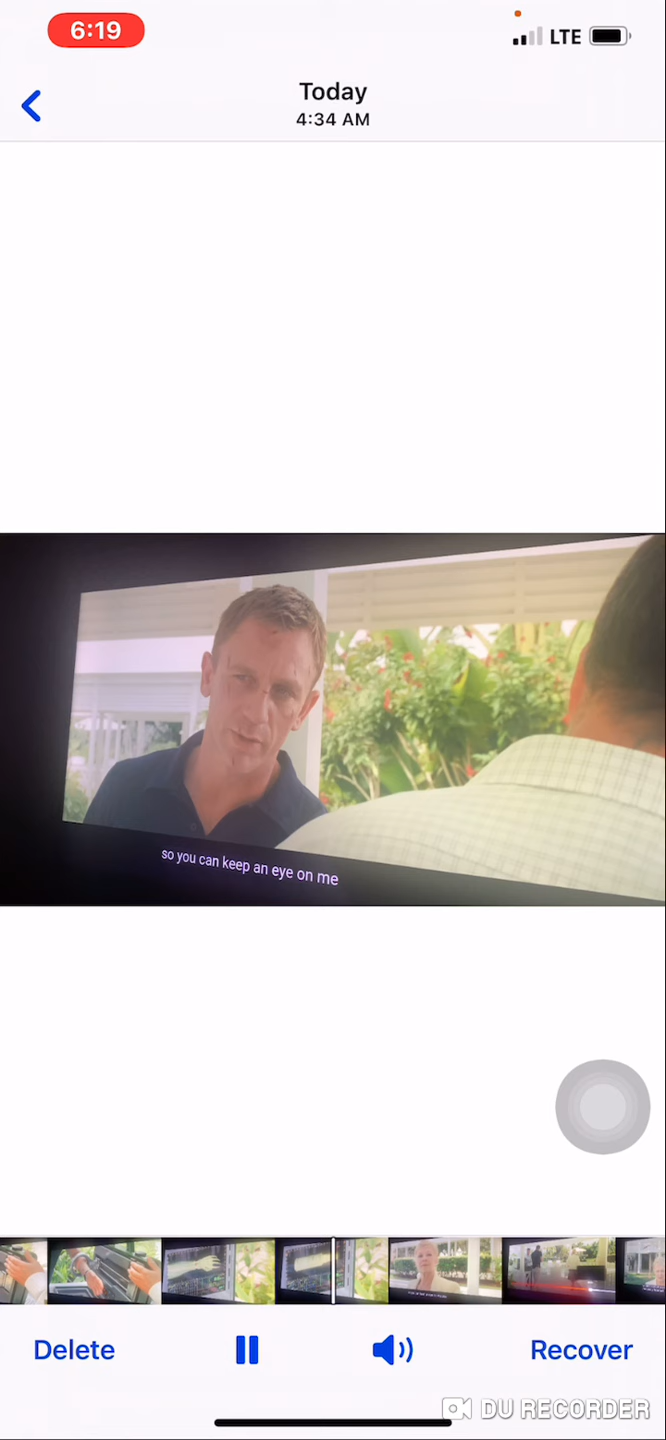 6:19
LTE
Today
4:34 AM
so you can keep an eye on me
Delete
Recover
DU RECORDER